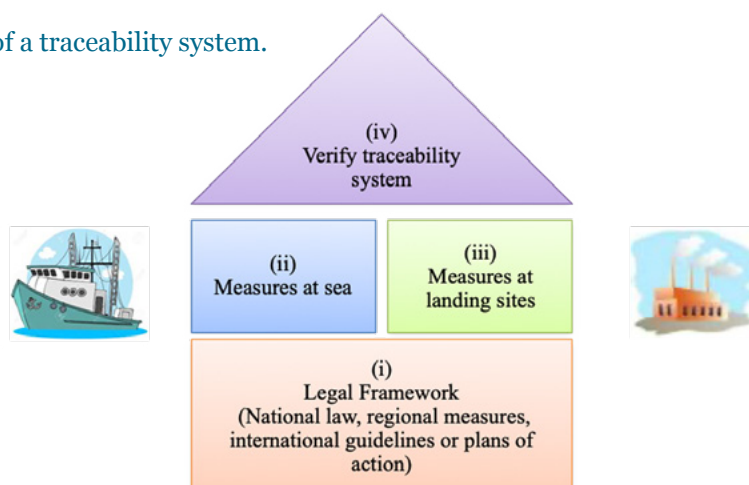 of a traceability system.
(iv)
Verify traceability
system
(ii)
Measures at sea
(iii)
Measures at
landing sites
(i)
Legal Framework
(National law, regional measures,
international guidelines or plans of
action)